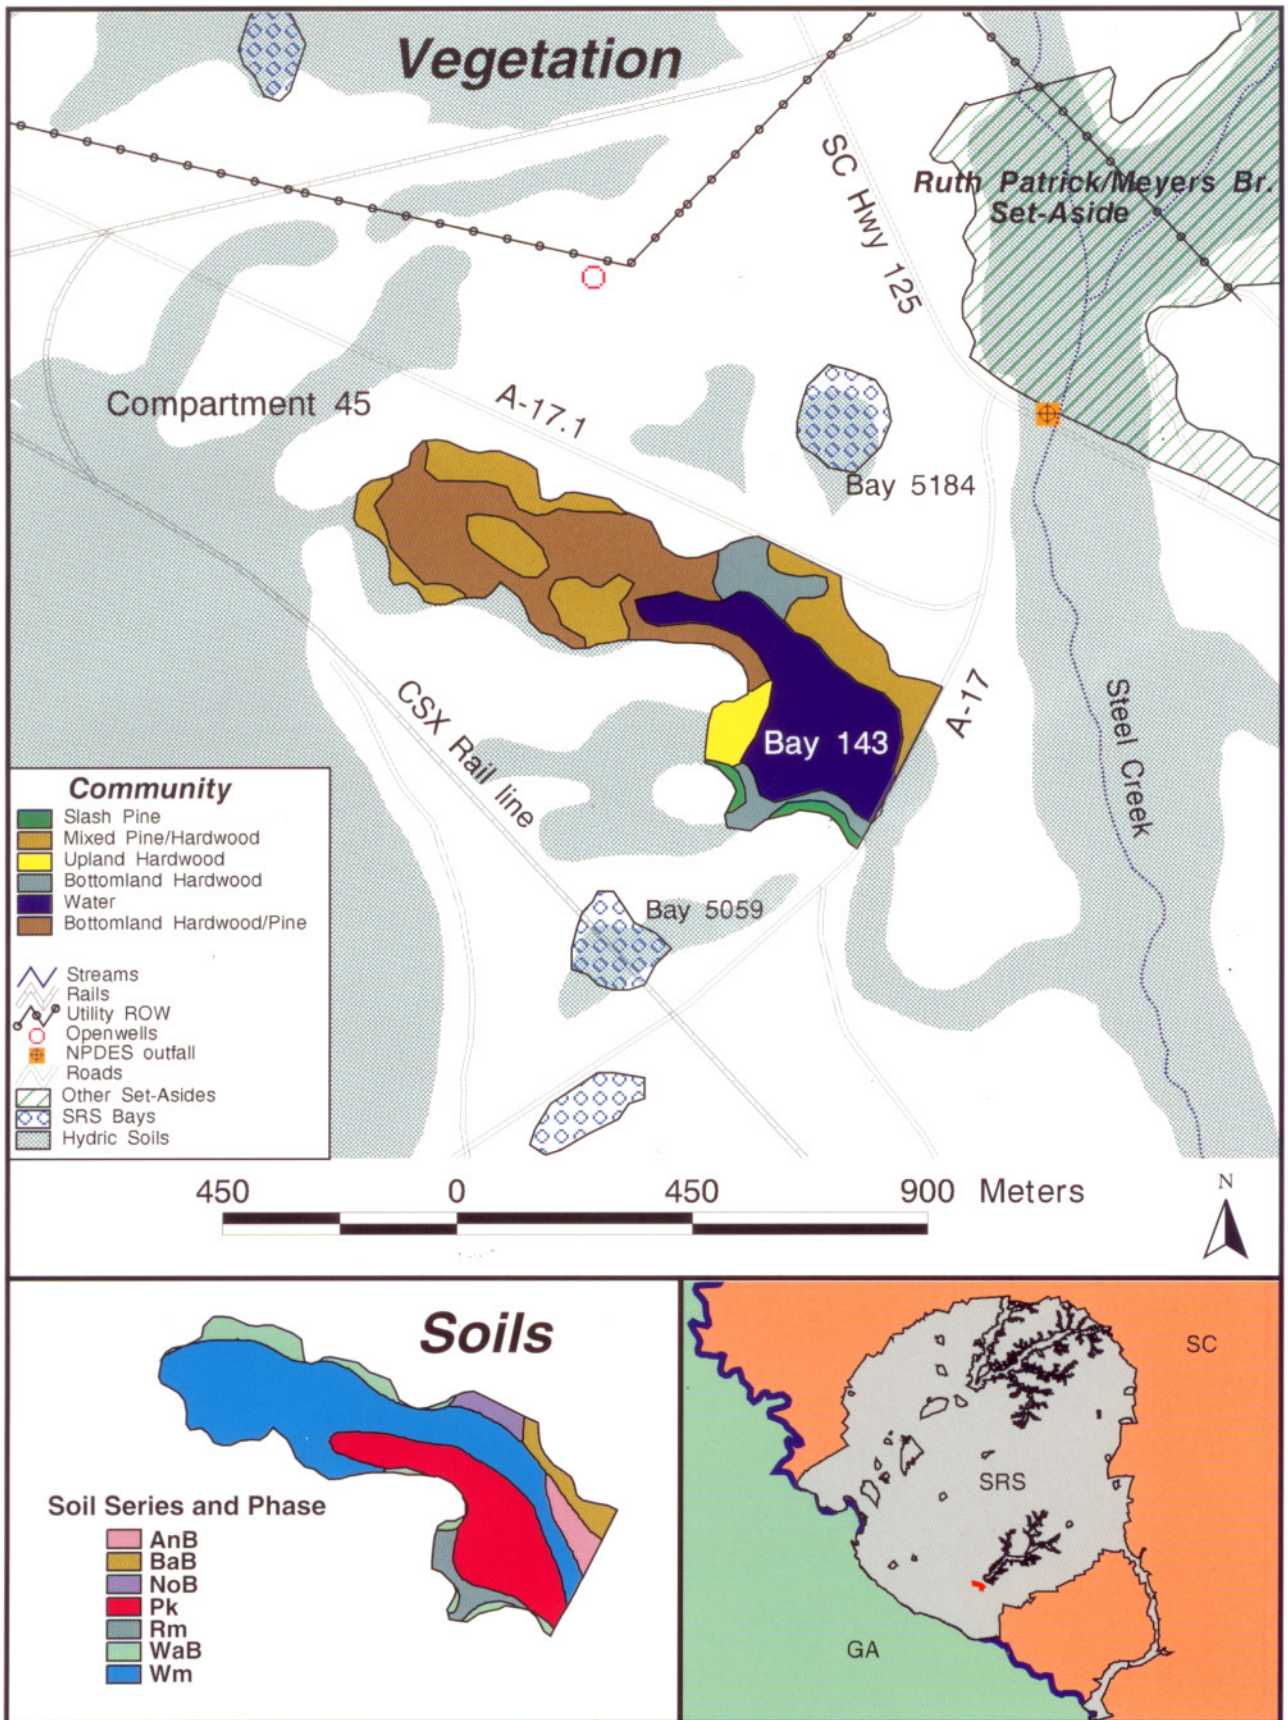 Vegetation
SC Hwy 125
Ruth Patrick/Meyers Br.
Set-Aside
Compartment 45
A-17.1
Bay 5184
CSX Rail line
A-17
Bay 143
Steel Creek
Bay 5059
Community
Slash Pine
Mixed Pine/Hardwood
Upland Hardwood
Bottomland Hardwood
Water
Bottomland Hardwood/Pine
Streams
Rails
Utility ROW
Openwells
NPDES outfall
Roads
Other Set-Asides
SRS Bays
Hydric Soils
450 0 450 900 Meters
N
Soils
Soil Series and Phase
AnB
BaB
NoB
Pk
Rm
WaB
Wm
SC
SRS
GA